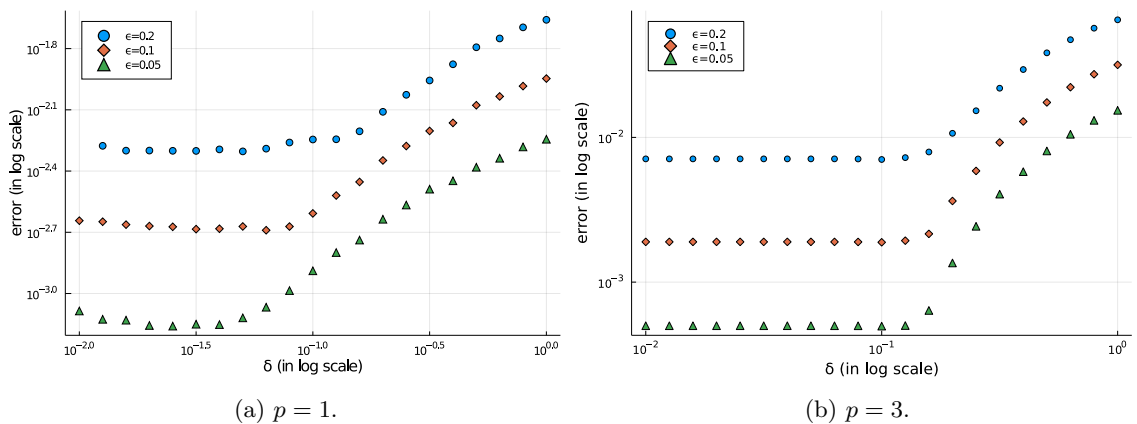 ϵ=0.2
ϵ=0.1
ϵ=0.05
10^−1.8
10^−2.1
10^−2.4
10^−2.7
10^−3.0
error (in log scale)
10^−2.0
10^−1.5
10^−1.0
10^−0.5
10^0.0
δ (in log scale)
(a) p = 1.
ϵ=0.2
ϵ=0.1
ϵ=0.05
10^−2
10^−3
error (in log scale)
10^−2
10^−1
10^0
δ (in log scale)
(b) p = 3.